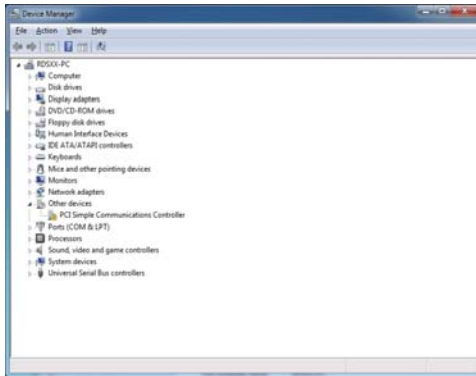 Device Manager
File Action View Help
RDSXX-PC
Computer
Disk drives
Display adapters
DVD/CD-ROM drives
Floppy disk drives
Human Interface Devices
IDE ATA/ATAPI controllers
Keyboards
Mice and other pointing devices
Monitors
Network adapters
Other devices
PCI Simple Communications Controller
Ports (COM & LPT)
Processors
Sound, video and game controllers
System devices
Universal Serial Bus controllers